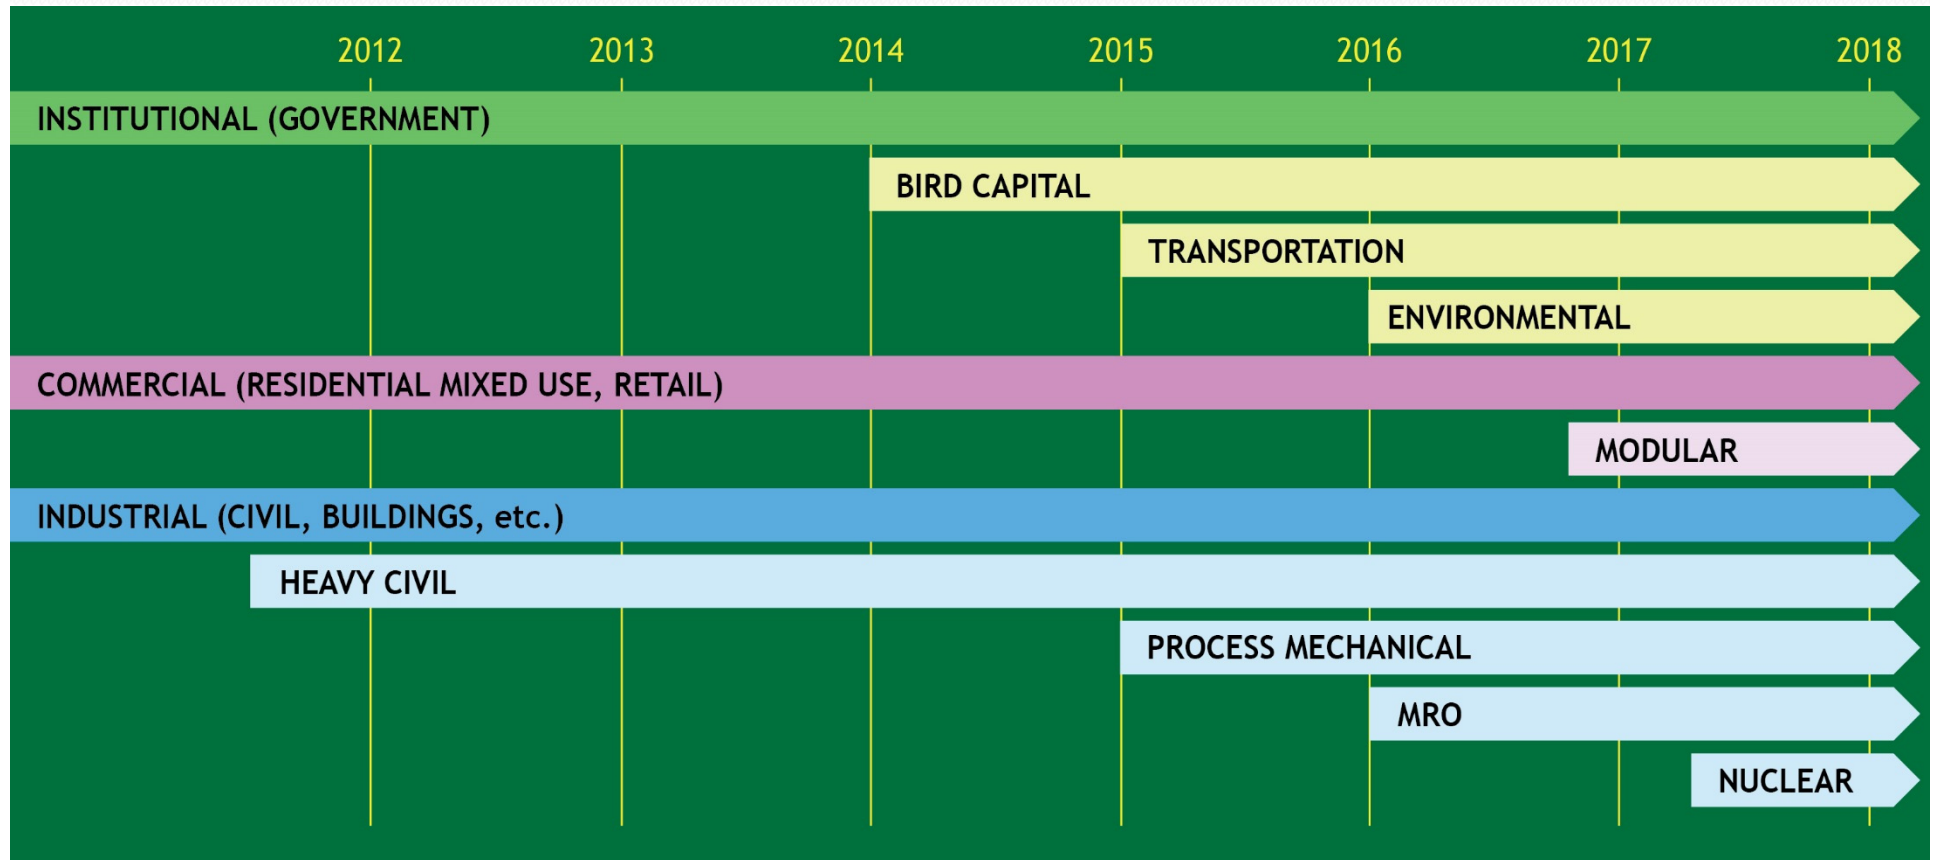 2012 2013 2014 2015 2016 2017 2018
INSTITUTIONAL (GOVERNMENT)
BIRD CAPITAL
TRANSPORTATION
ENVIRONMENTAL
COMMERCIAL (RESIDENTIAL MIXED USE, RETAIL)
MODULAR
INDUSTRIAL (CIVIL, BUILDINGS, etc.)
HEAVY CIVIL
PROCESS MECHANICAL
MRO
NUCLEAR